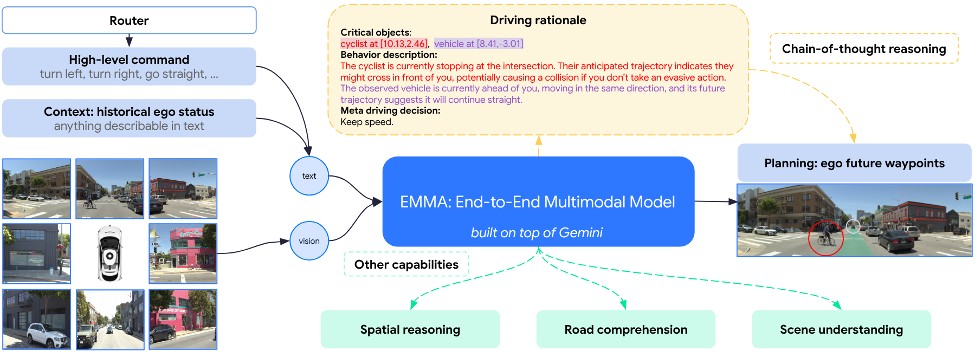 Router
High-level command
turn left, turn right, go straight, ...
Context: historical ego status
anything describable in text
text
vision
Driving rationale
Critical objects:
cyclist at [10.13,2.46], vehicle at [8.41,-3.01]
Behavior description:
The cyclist is currently stopping at the intersection. Their anticipated trajectory indicates they
might cross in front of you, potentially causing a collision if you don't take an evasive action.
The observed vehicle is currently ahead of you, moving in the same direction, and its future
trajectory suggests it will continue straight.
Meta driving decision:
Keep speed.
Chain-of-thought reasoning
EMMA: End-to-End Multimodal Model
built on top of Gemini
Planning: ego future waypoints
Other capabilities
Spatial reasoning
Road comprehension
Scene understanding